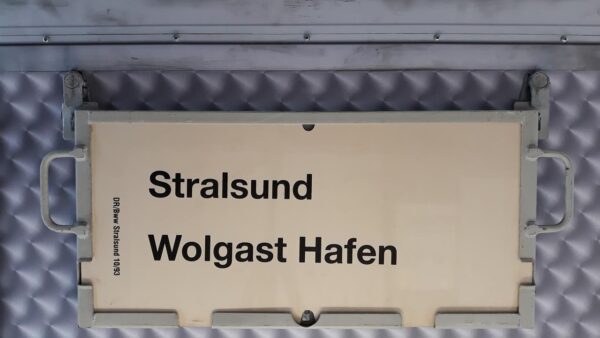 Stralsund
Wolgast Hafen
DR/Bww Stralsund 10/93